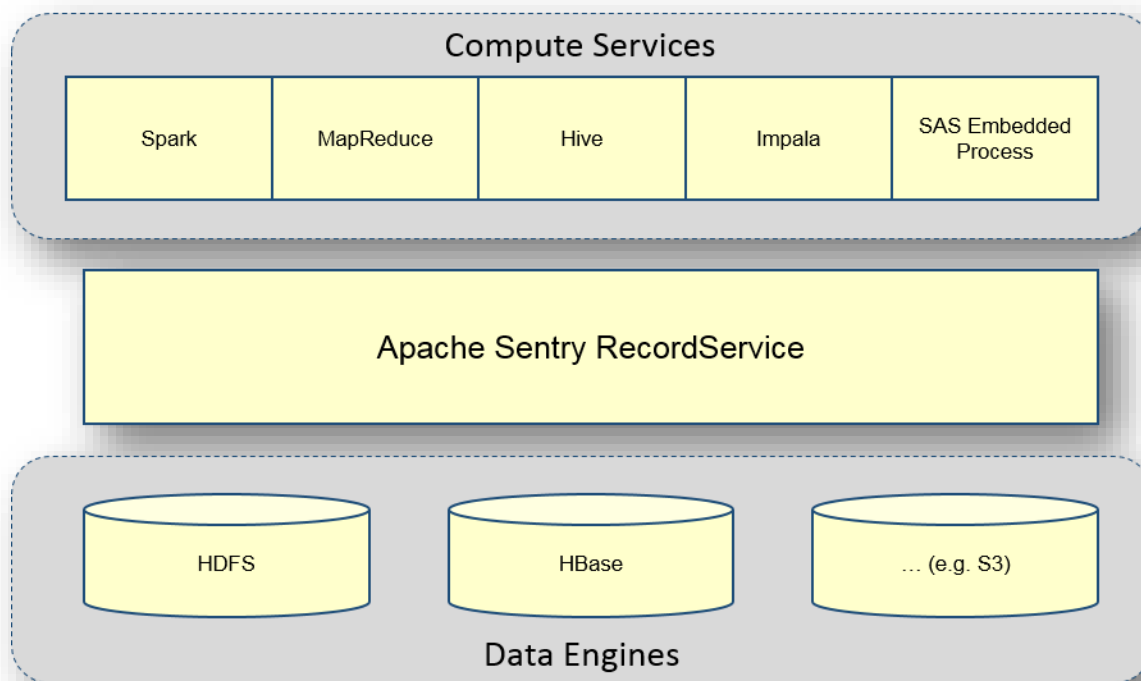 Compute Services
Spark
MapReduce
Hive
Impala
SAS Embedded
Process
Apache Sentry RecordService
HDFS
HBase
... (e.g. S3)
Data Engines